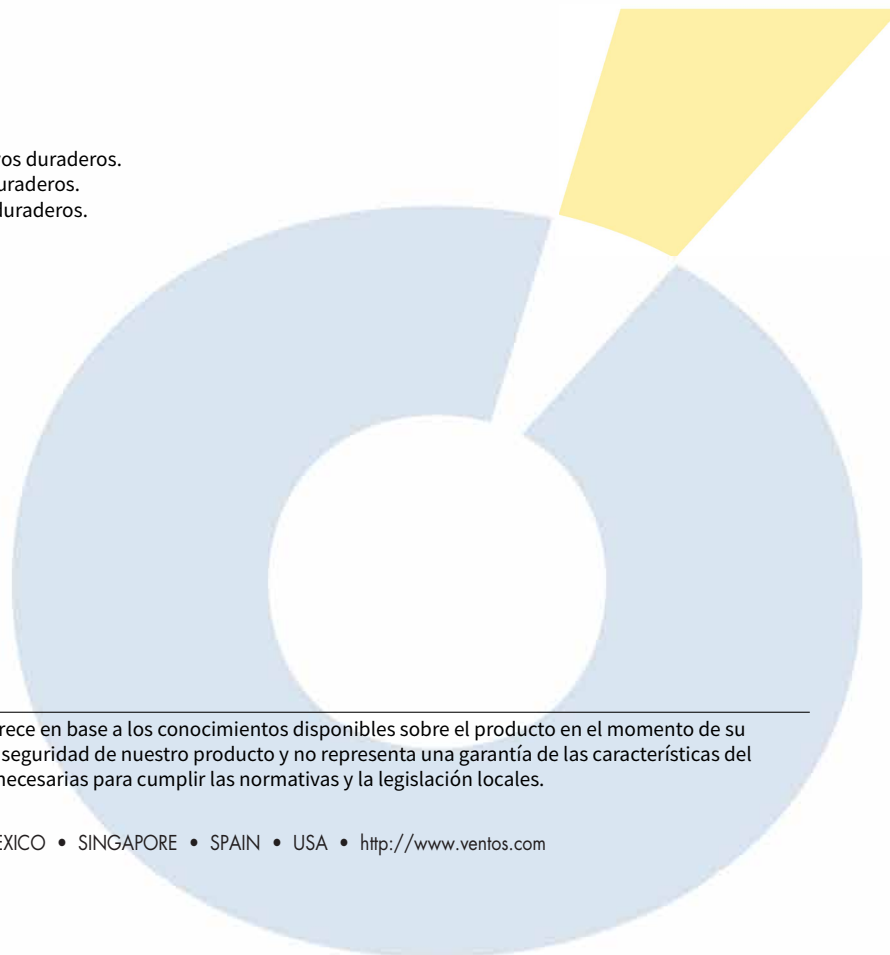 os duraderos.
uraderos.
duraderos.
rece en base a los conocimientos disponibles sobre el producto en el momento de su
seguridad de nuestro producto y no representa una garantía de las características del
necesarias para cumplir las normativas y la legislación locales.
EXICO • SINGAPORE • SPAIN • USA • http://www.ventos.com